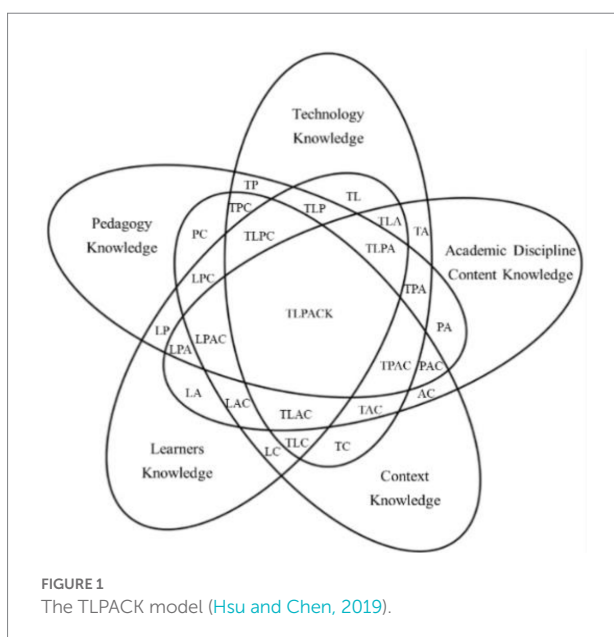 Technology
Knowledge
TP
TL
TPC
TLP
Pedagogy
Knowledge
PC
TLPC
TLA
TA
TLPA
Academic Discipline
Content Knowledge
LPC
TPA
TLPACK
LP
LPA
LPAC
PA
TPAC
PAC
LA
LAC
TLAC
TAC
AC
Learners
Knowledge
LC
TLC
TC
Context
Knowledge
FIGURE 1
The TLPACK model (Hsu and Chen, 2019).